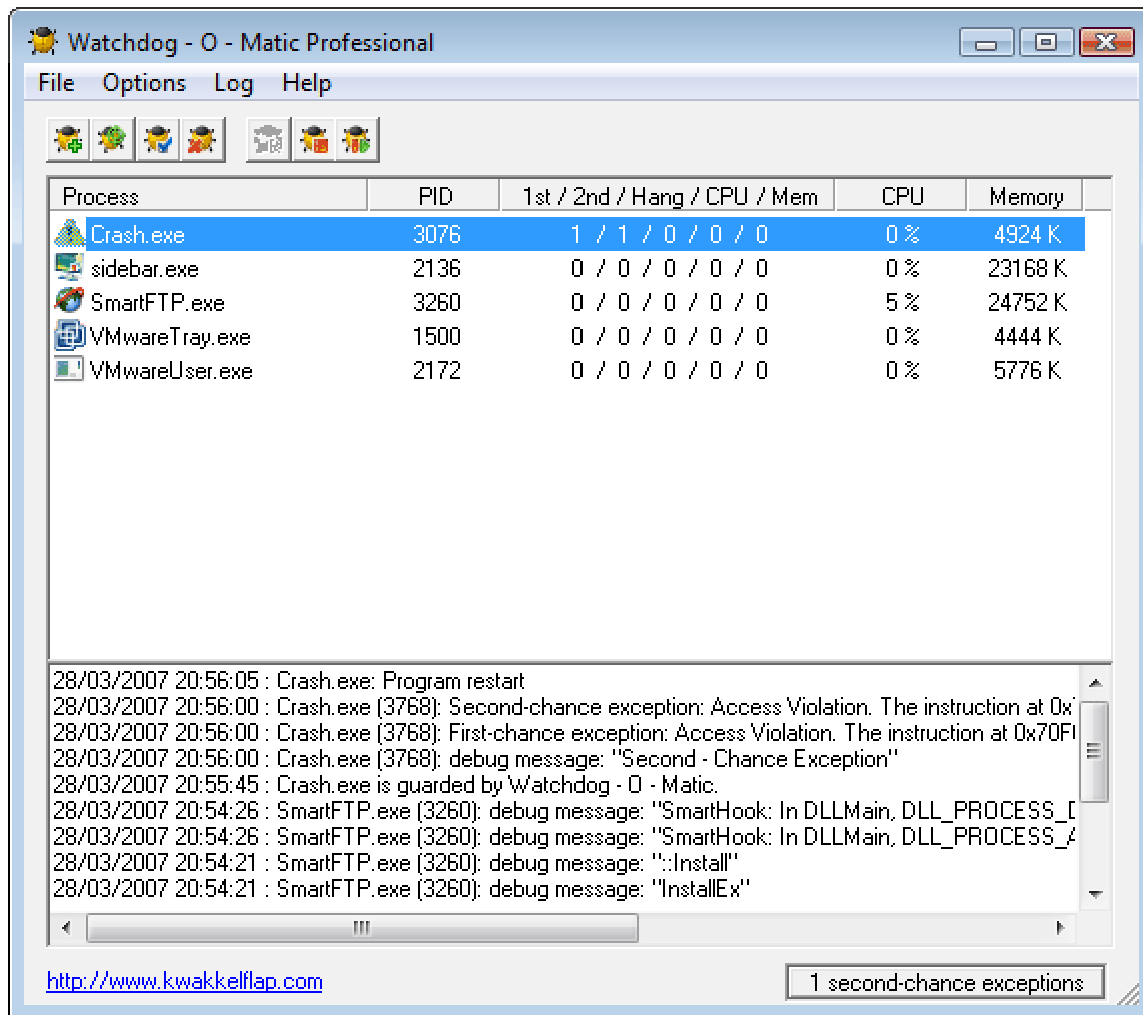 Watchdog - O - Matic Professional
File Options Log Help
Process PID 1st / 2nd / Hang / CPU / Mem CPU Memory
Crash.exe 3076 1 / 1 / 0 / 0 / 0 0 % 4924 K
sidebar.exe 2136 0 / 0 / 0 / 0 / 0 0 % 23168 K
SmartFTP.exe 3260 0 / 0 / 0 / 0 / 0 5 % 24752 K
VMwareTray.exe 1500 0 / 0 / 0 / 0 / 0 0 % 4444 K
VMwareUser.exe 2172 0 / 0 / 0 / 0 / 0 0 % 5776 K
28/03/2007 20:56:05 : Crash.exe: Program restart
28/03/2007 20:56:00 : Crash.exe (3768): Second-chance exception: Access Violation. The instruction at 0x
28/03/2007 20:56:00 : Crash.exe (3768): First-chance exception: Access Violation. The instruction at 0x70F
28/03/2007 20:56:00 : Crash.exe (3768): debug message: "Second - Chance Exception"
28/03/2007 20:55:45 : Crash.exe is guarded by Watchdog - O - Matic.
28/03/2007 20:54:26 : SmartFTP.exe (3260): debug message: "SmartHook: In DLLMain, DLL_PROCESS_
28/03/2007 20:54:26 : SmartFTP.exe (3260): debug message: "SmartHook: In DLLMain, DLL_PROCESS_
28/03/2007 20:54:21 : SmartFTP.exe (3260): debug message: "::Install"
28/03/2007 20:54:21 : SmartFTP.exe (3260): debug message: "InstallEx"
http://www.kwakkelflap.com
1 second-chance exceptions